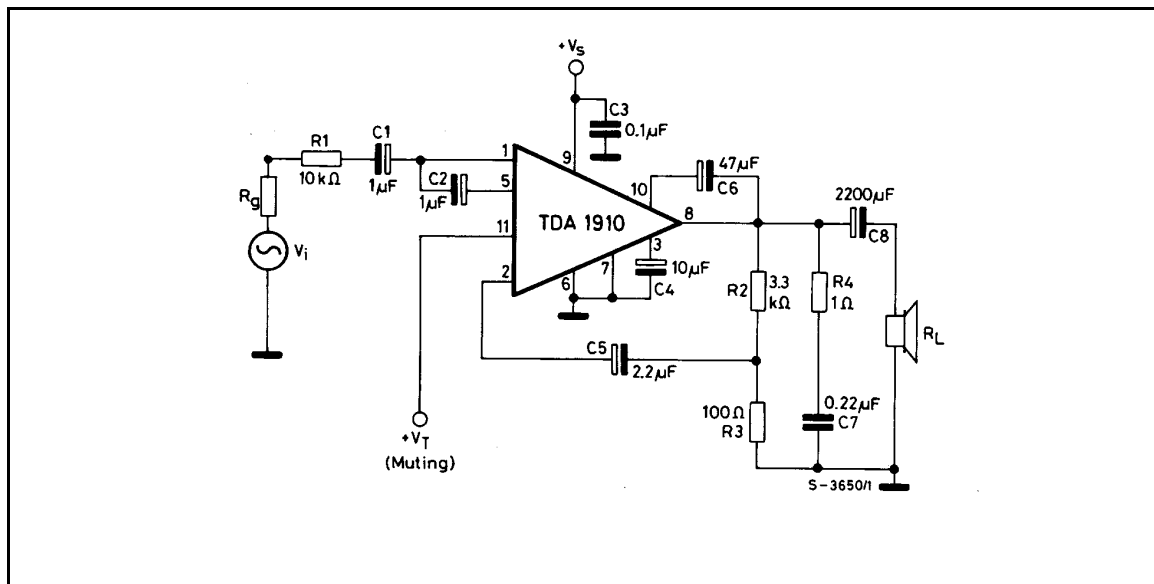 +VS
C3
0.1µF
R1
10 kΩ
C1
1µF
C2
1µF
Rg
Vi
1
5
11
2
9
10
8
3
7
6
TDA 1910
47µF
C6
10µF
C4
2200µF
C8
R2
3.3
kΩ
R4
1Ω
RL
C5
2.2µF
100Ω
R3
0.22µF
C7
+VT
(Muting)
S-3650/1